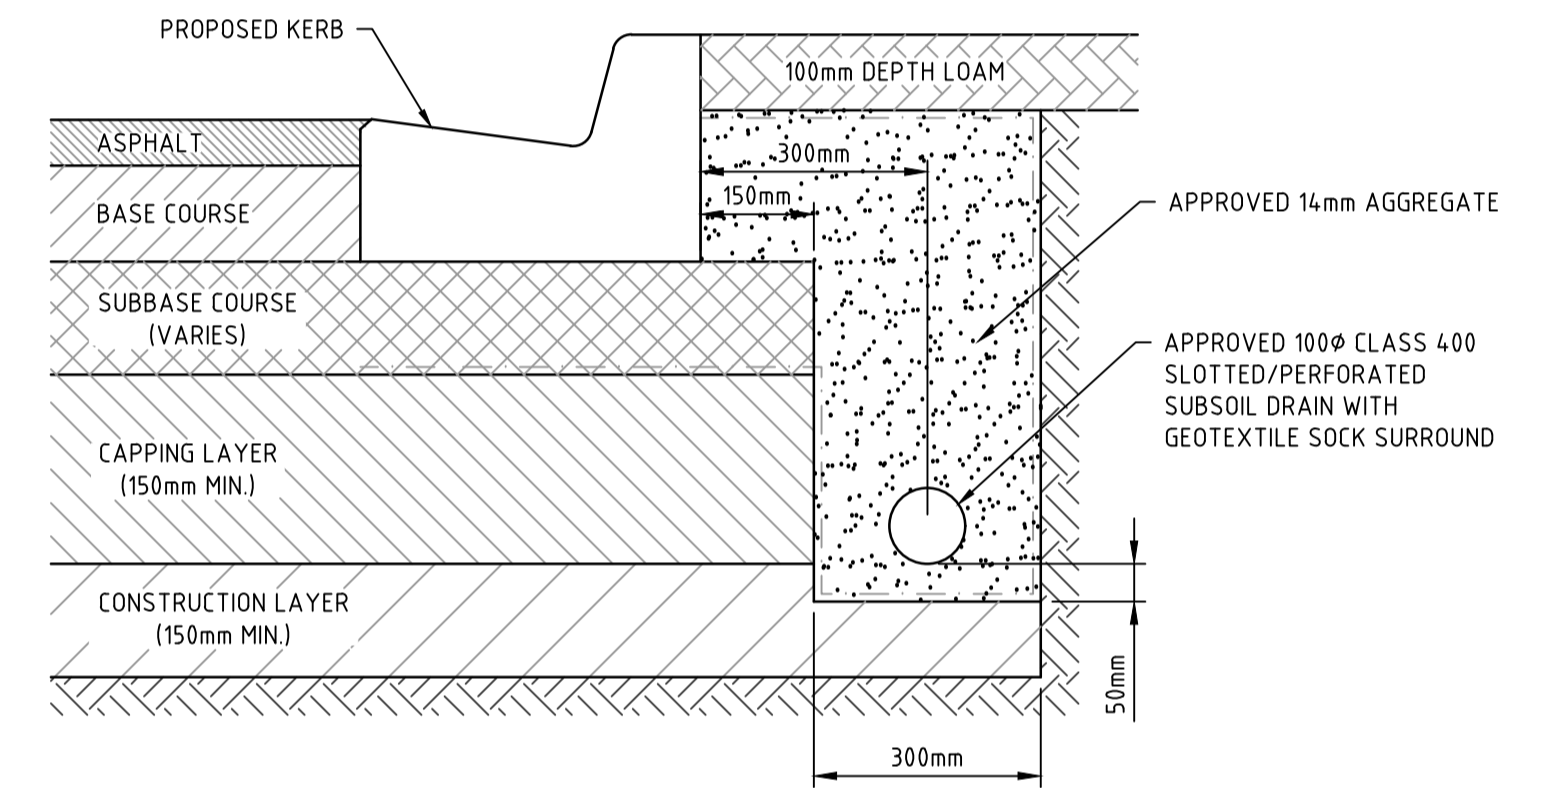 PROPOSED KERB
100mm DEPTH LOAM
ASPHALT
300mm
150mm
BASE COURSE
APPROVED 14mm AGGREGATE
SUBBASE COURSE
(VARIES)
APPROVED 100Ø CLASS 400
SLOTTED/PERFORATED
SUBSOIL DRAIN WITH
GEOTEXTILE SOCK SURROUND
CAPPING LAYER
(150mm MIN.)
CONSTRUCTION LAYER
(150mm MIN.)
50mm
300mm